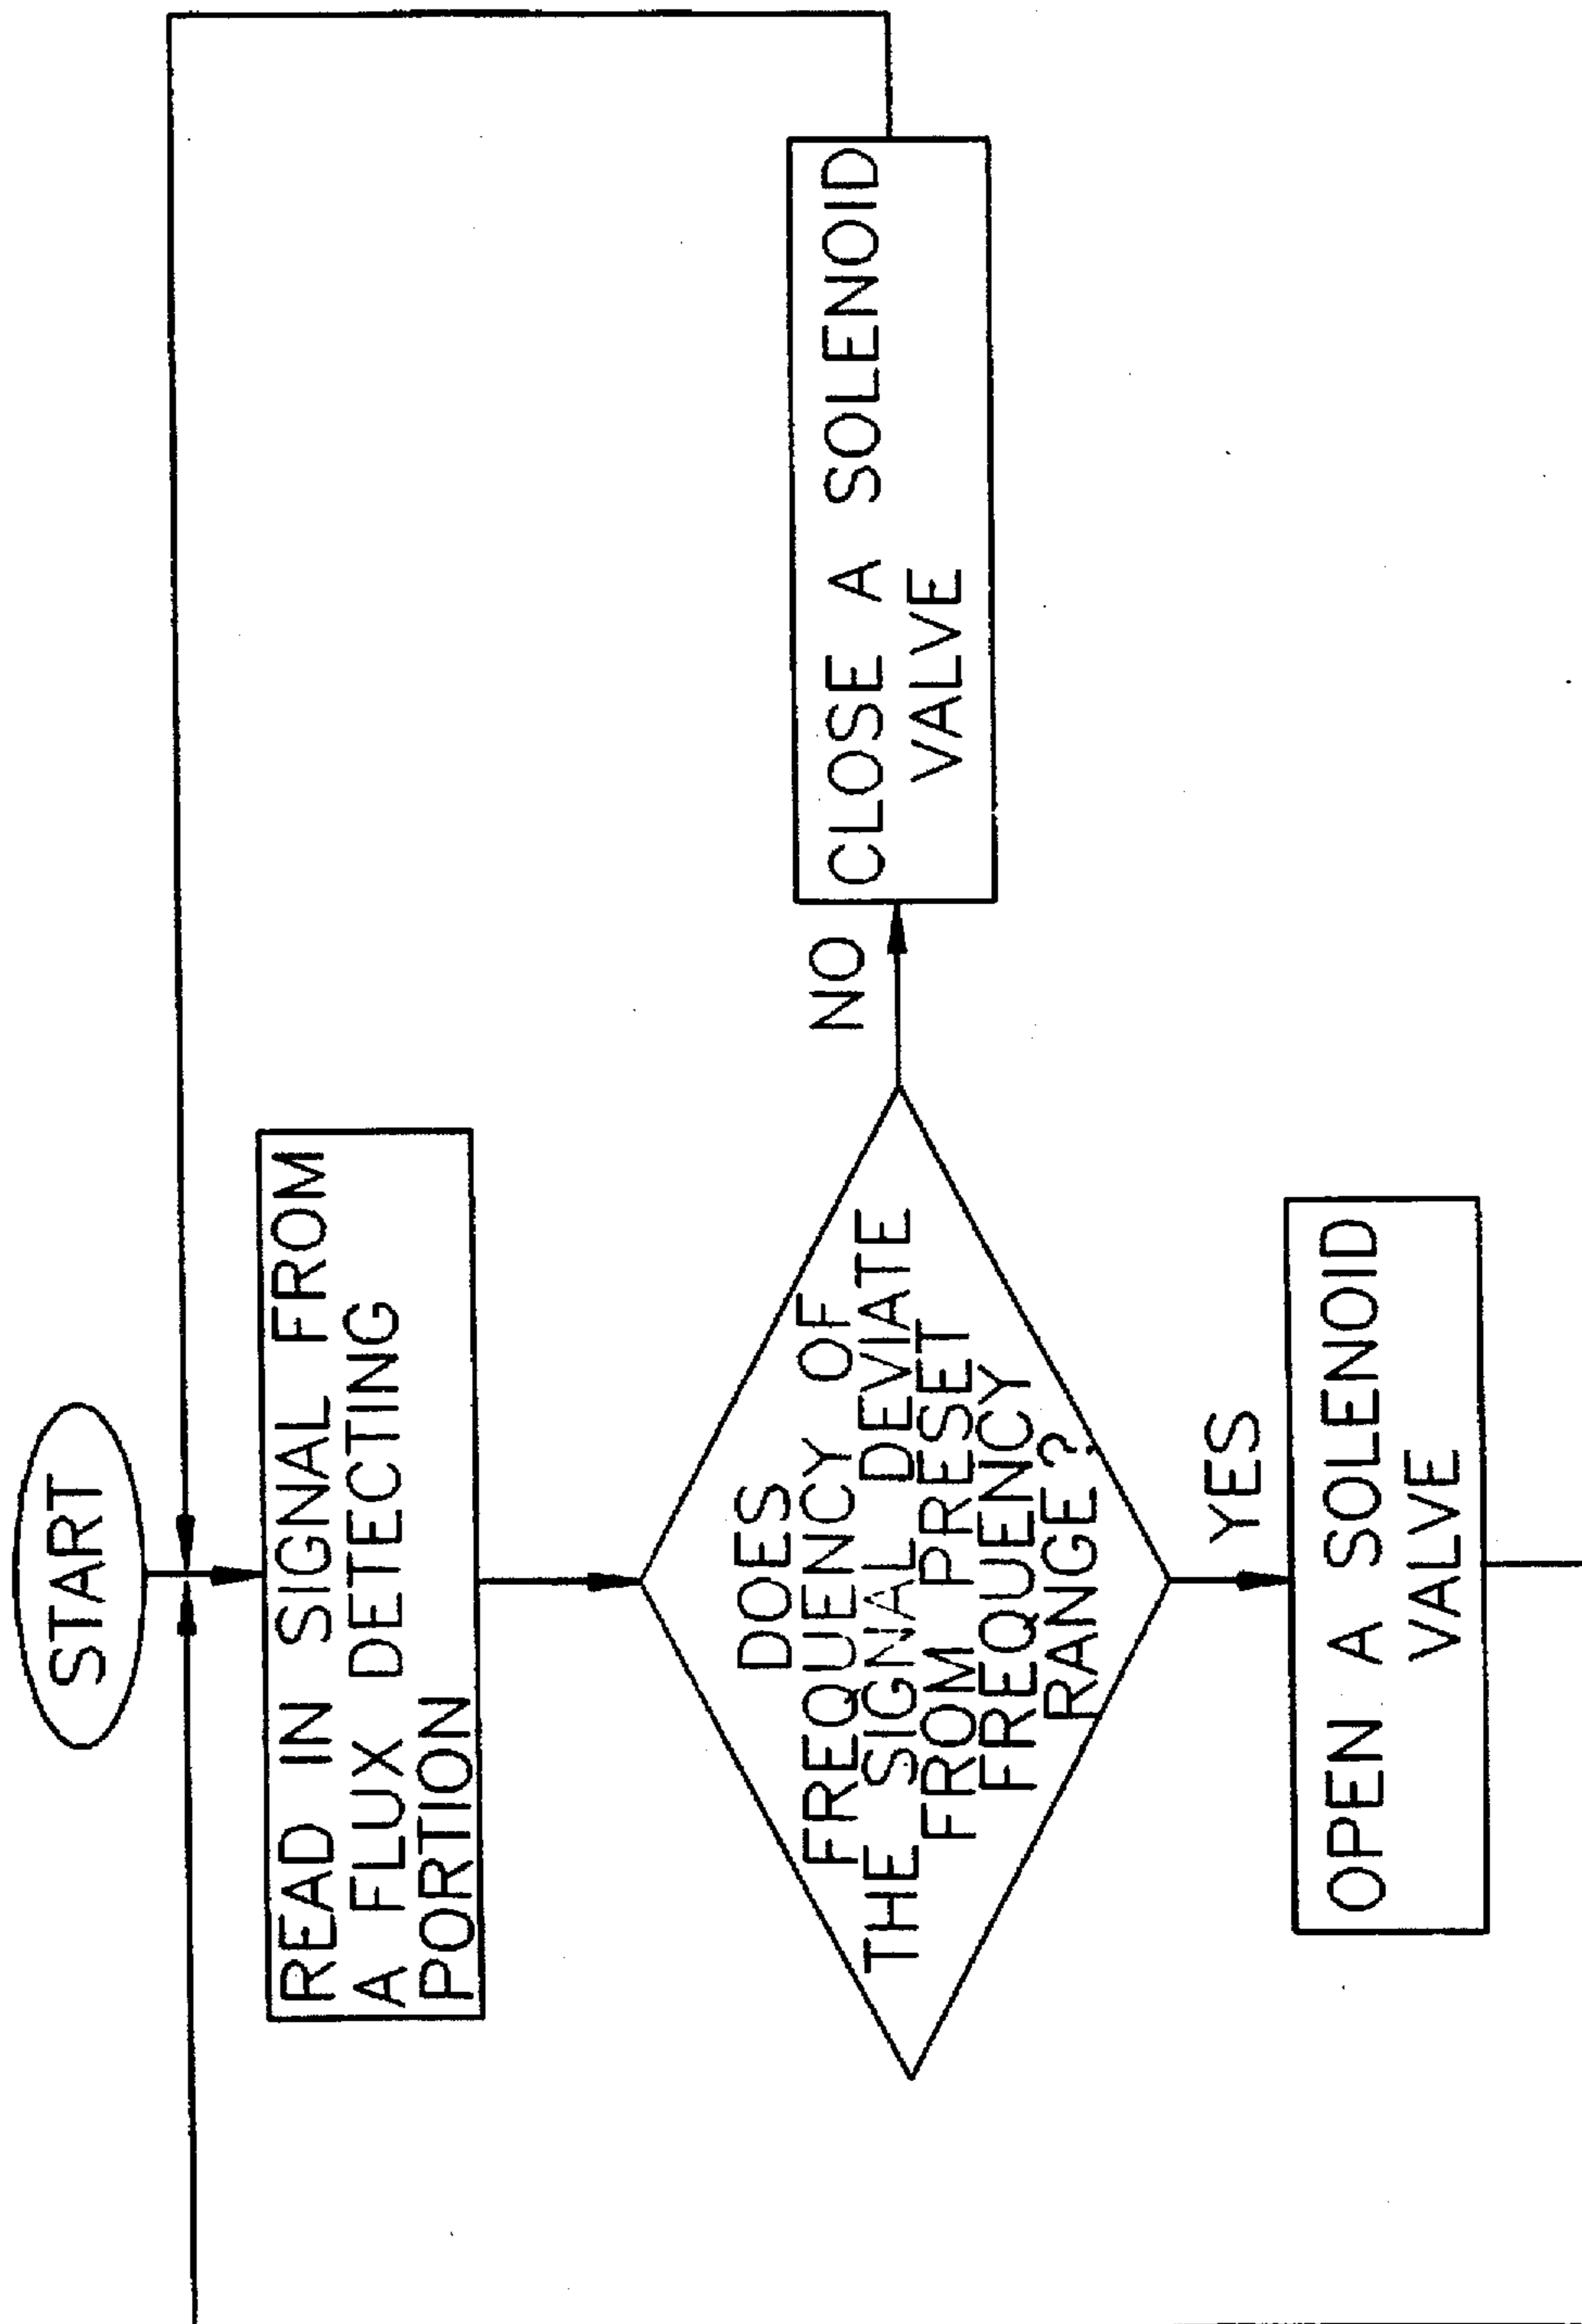 START
READ IN SIGNAL FROM
A FLUX DETECTING
PORTION
DOES
FREQUENCY OF
THE SIGNAL DEVIATE
FROM PRESET
FREQUENCY
RANGE?
NO
CLOSE A SOLENOID
VALVE
YES
OPEN A SOLENOID
VALVE